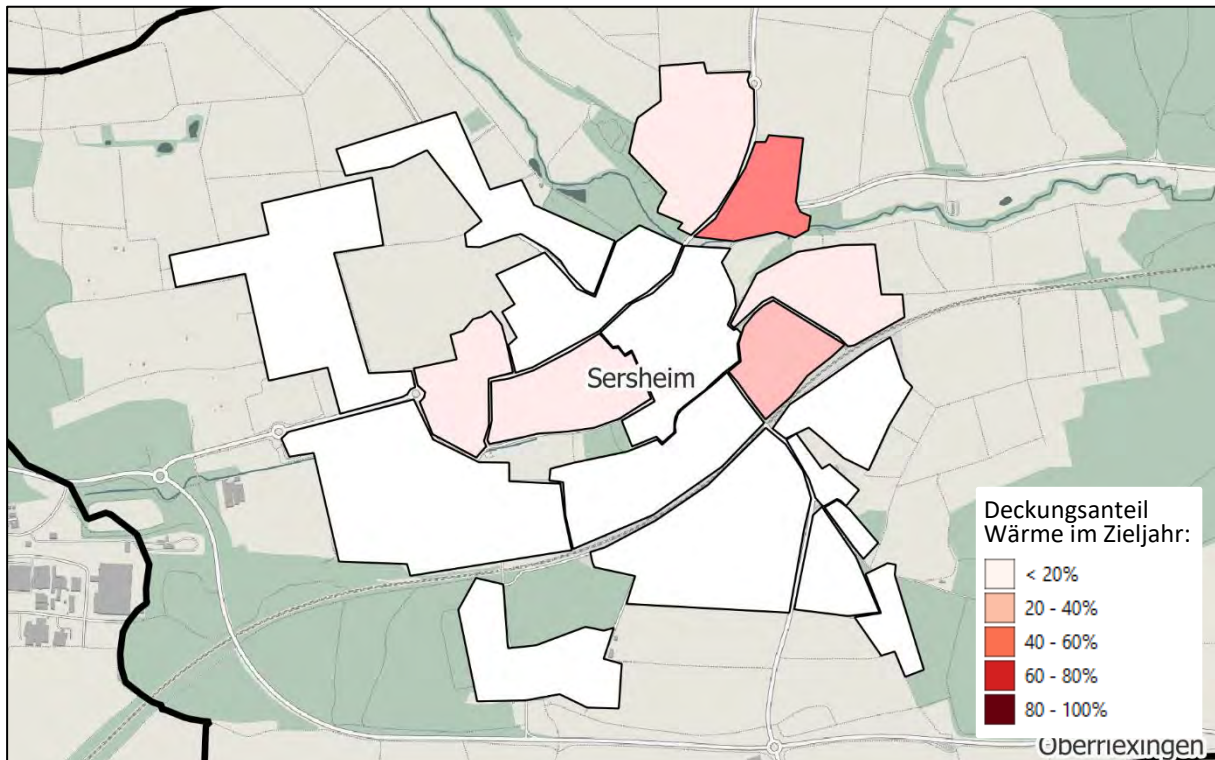 Sersheim
Deckungsanteil
Wärme im Zieljahr:
< 20%
20 - 40%
40 - 60%
60 - 80%
80 - 100%
Oberriexingen